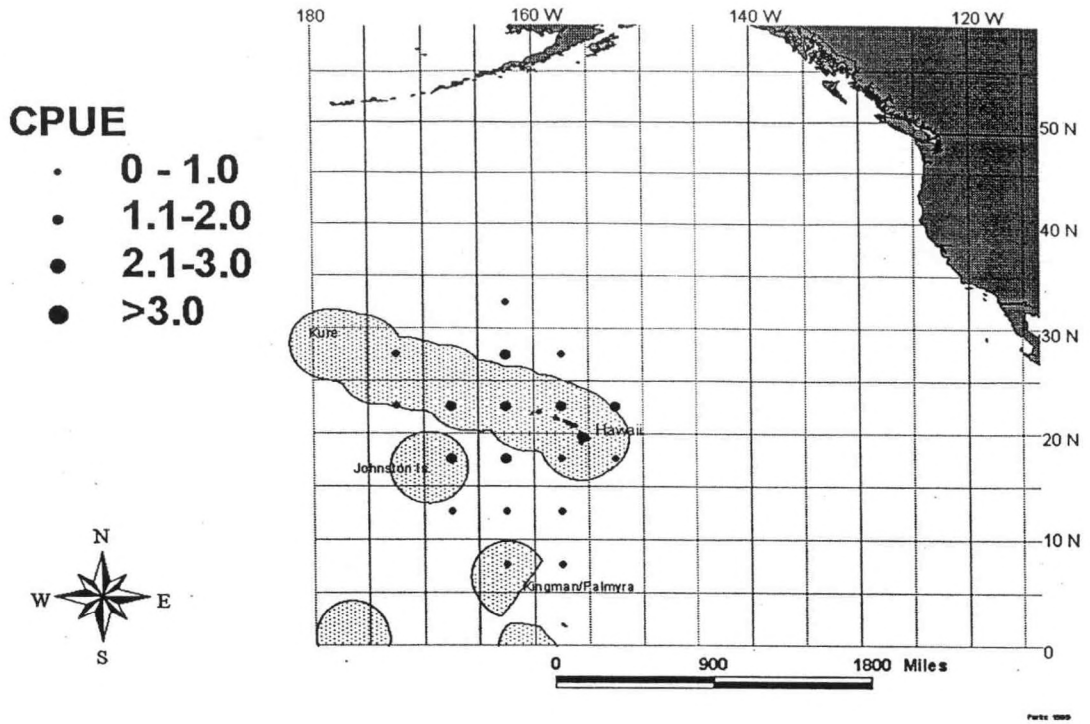 180 160 W 140 W 120 W
CPUE
0 - 1.0
1.1-2.0
2.1-3.0
>3.0
50 N
40 N
30 N
20 N
10 N
0
Kure
Hawaii
Johnston Is.
Kingman/Palmyra
N
W E
S
0 900 1800 Miles